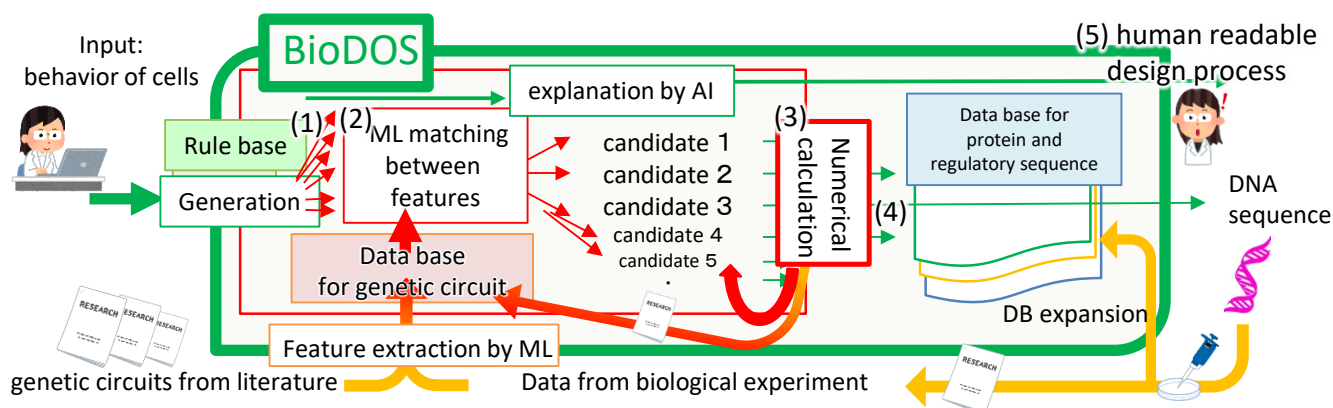 Input:
behavior of cells
BioDOS
(5) human readable
design process
explanation by AI
Rule base
(1)
(2)
ML matching
between
features
Generation
candidate 1
candidate 2
candidate 3
candidate 4
candidate 5
.
(3)
Numerical
calculation
(4)
Data base for
protein and
regulatory sequence
DNA
sequence
Data base
for genetic circuit
RESEARCH
RESEARCH
RESEARCH
RESEARCH
DB expansion
Feature extraction by ML
RESEARCH
genetic circuits from literature
Data from biological experiment